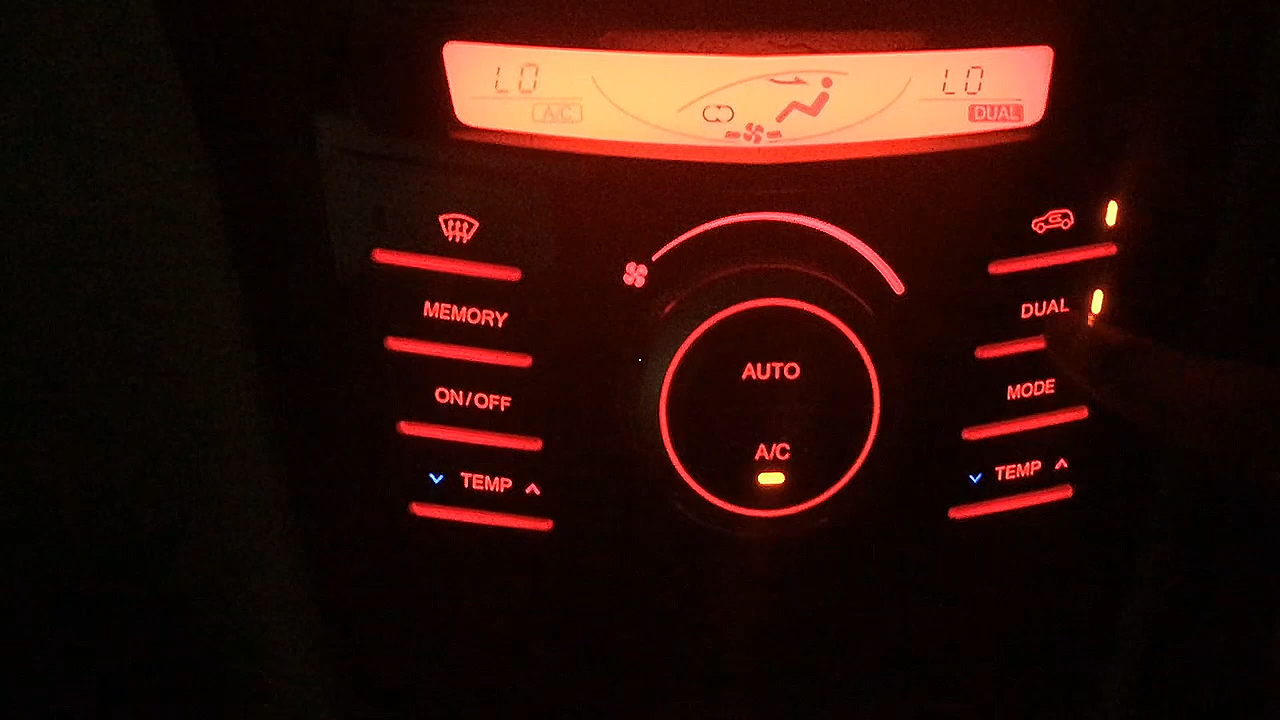 LO LO
A/C DUAL
MEMORY
ON/OFF
TEMP
AUTO
A/C
DUAL
MODE
TEMP